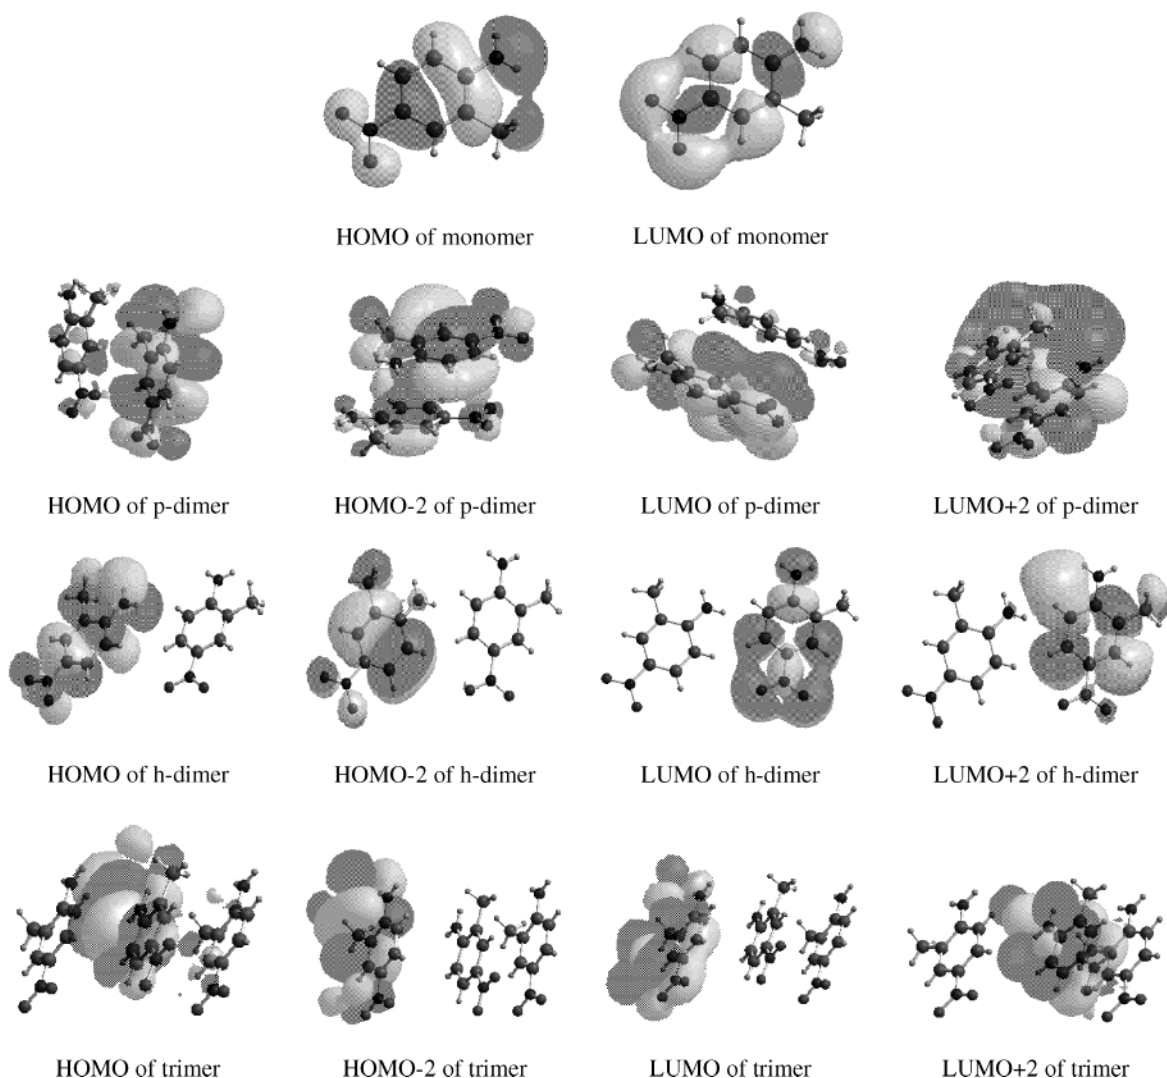 HOMO of monomer
LUMO of monomer
HOMO of p-dimer
HOMO-2 of p-dimer
LUMO of p-dimer
LUMO+2 of p-dimer
HOMO of h-dimer
HOMO-2 of h-dimer
LUMO of h-dimer
LUMO+2 of h-dimer
HOMO of trimer
HOMO-2 of trimer
LUMO of trimer
LUMO+2 of trimer